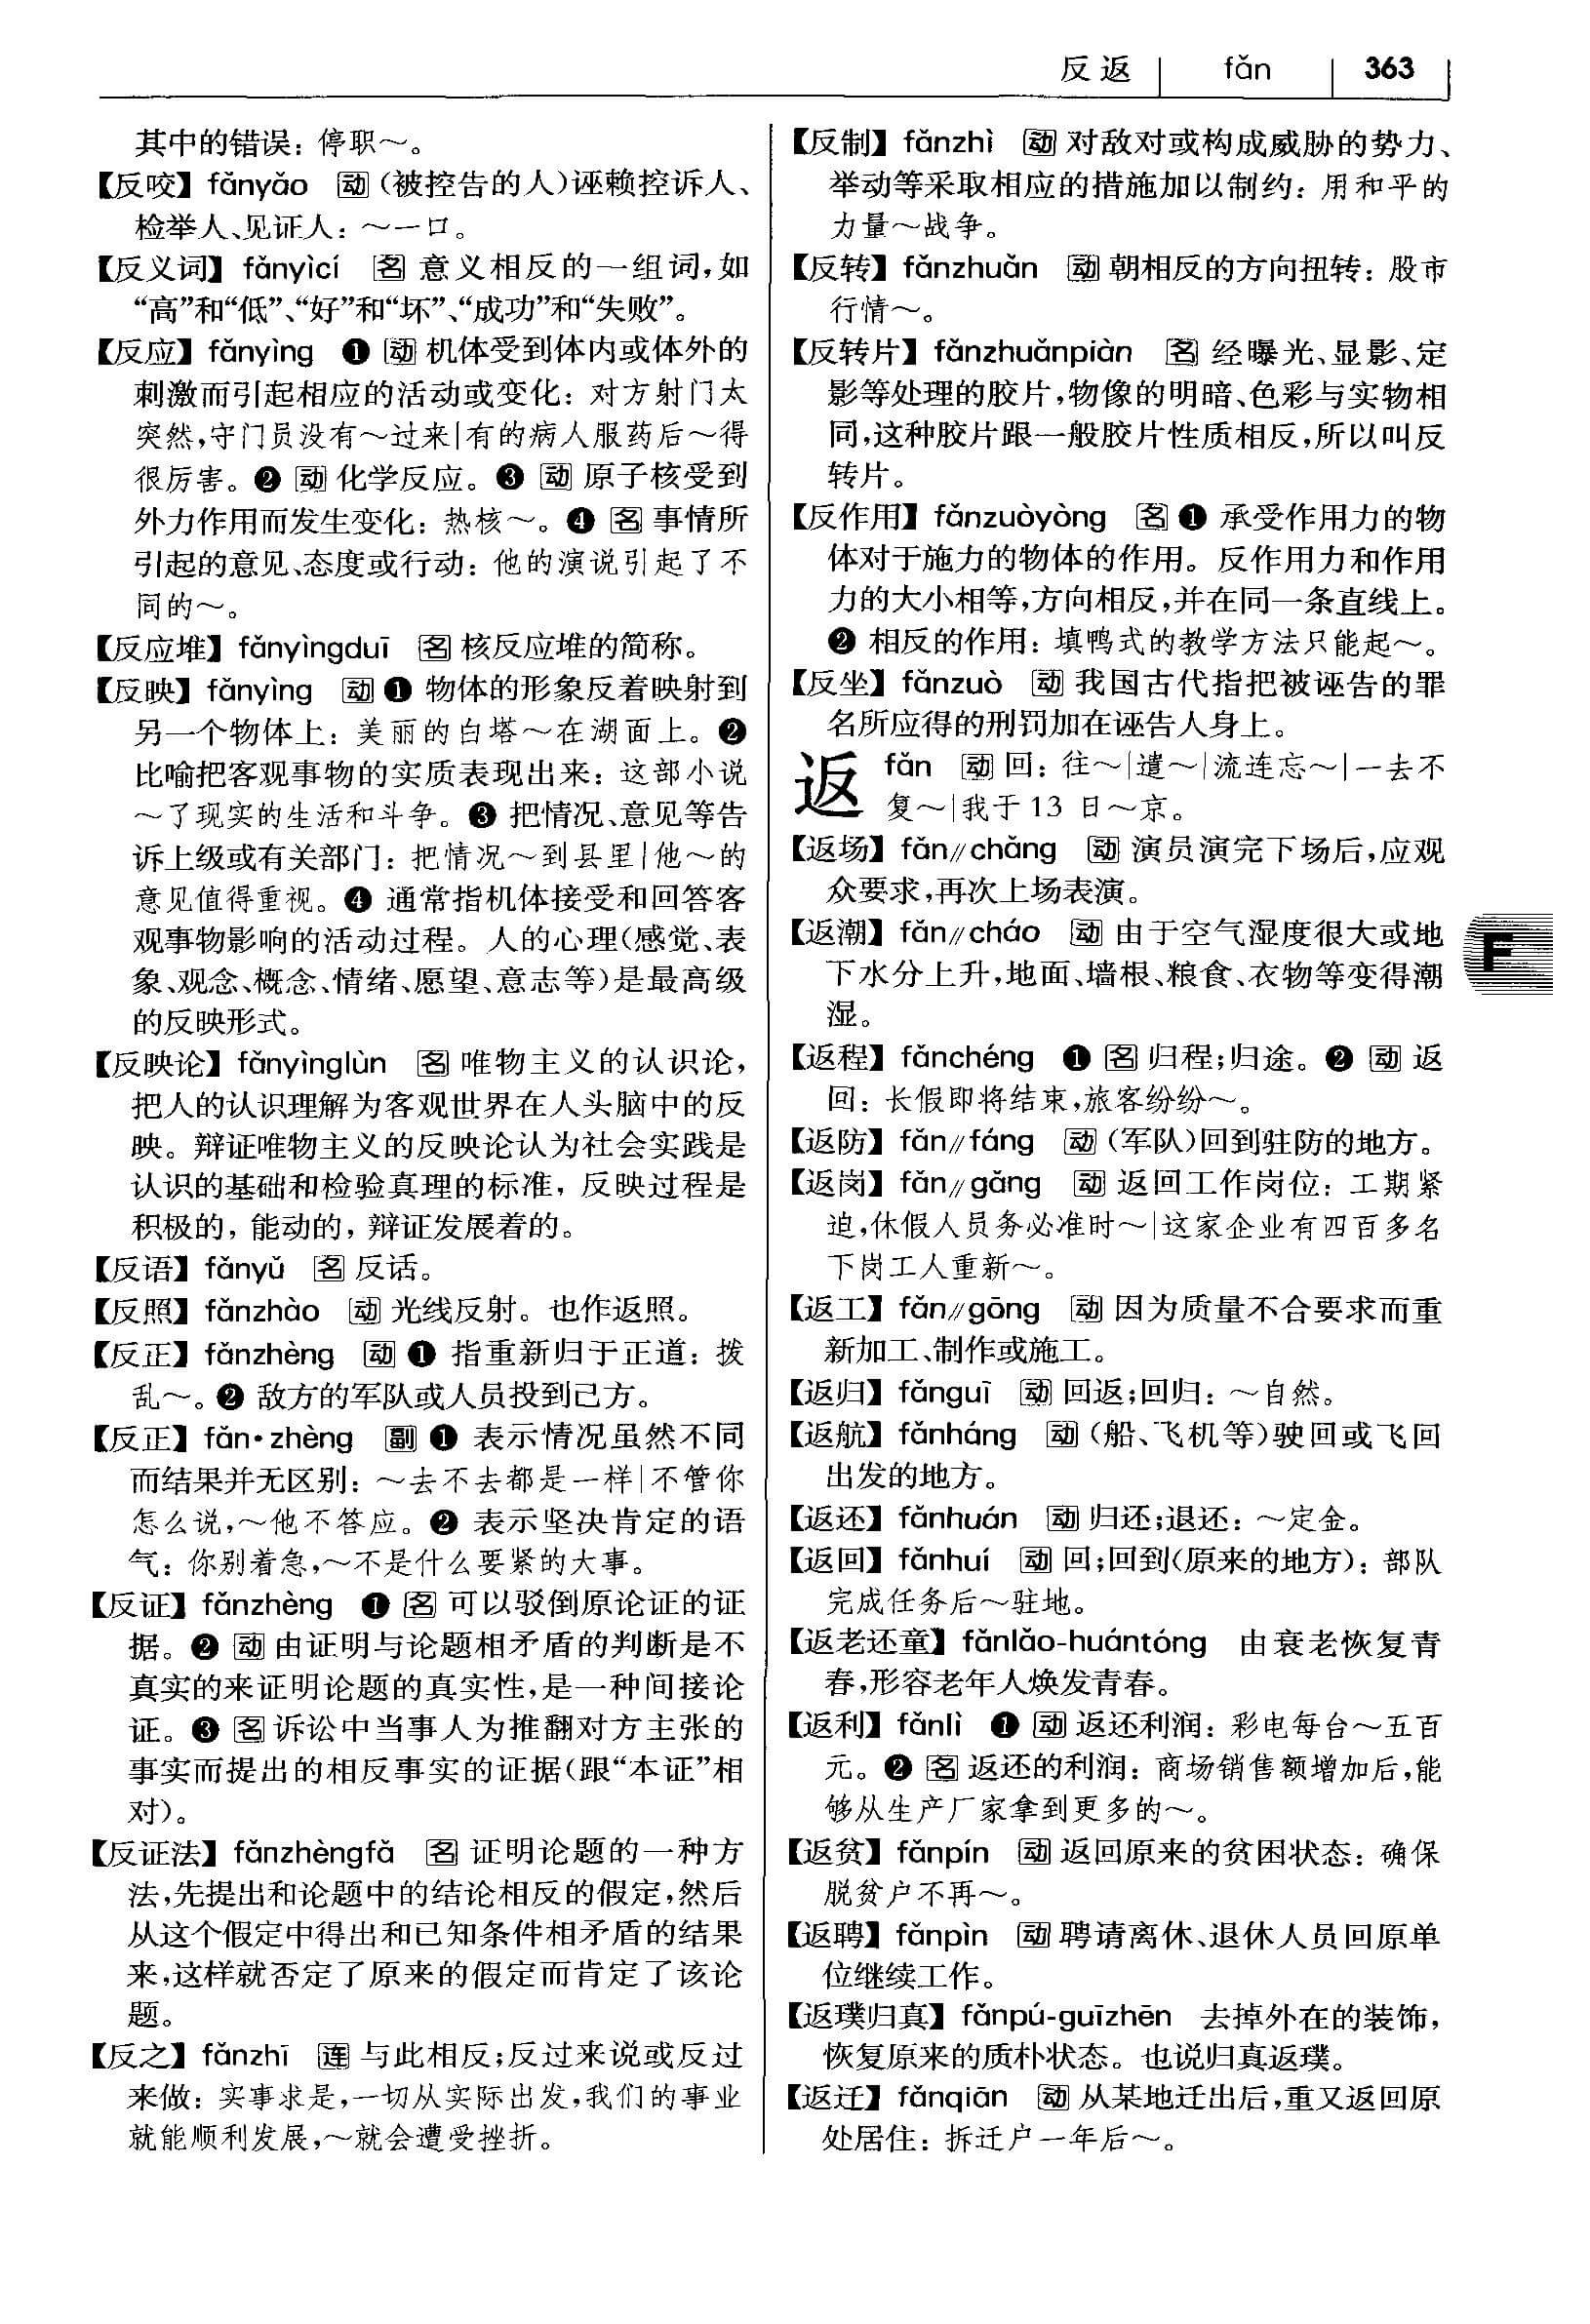 反返 fǎn 363
其中的错误：停职～。
【反咬】fǎnyǎo 动（被控告的人）诬赖控诉人、
检举人、见证人：～一口。
【反义词】fǎnyìcí 名 意义相反的一组词，如
“高”和“低”、“好”和“坏”、“成功”和“失败”。
【反应】fǎnyìng ❶ 动 机体受到体内或体外的
刺激而引起相应的活动或变化：对方射门太
突然，守门员没有～过来|有的病人服药后～得
很厉害。❷ 动 化学反应。❸ 动 原子核受到
外力作用而发生变化：热核～。❹ 名 事情所
引起的意见、态度或行动：他的演说引起了不
同的～。
【反应堆】fǎnyìngduī 名 核反应堆的简称。
【反映】fǎnyìng 动 ❶ 物体的形象反着映射到
另一个物体上：美丽的白塔～在湖面上。❷
比喻把客观事物的实质表现出来：这部小说
～了现实的生活和斗争。❸ 把情况、意见等告
诉上级或有关部门：把情况～到县里|他～的
意见值得重视。❹ 通常指机体接受和回答客
观事物影响的活动过程。人的心理（感觉、表
象、观念、概念、情绪、愿望、意志等）是最高级
的反映形式。
【反映论】fǎnyìnglùn 名 唯物主义的认识论，
把人的认识理解为客观世界在人头脑中的反
映。辩证唯物主义的反映论认为社会实践是
认识的基础和检验真理的标准，反映过程是
积极的，能动的，辩证发展着的。
【反语】fǎnyǔ 名 反话。
【反照】fǎnzhào 动 光线反射。也作返照。
【反正】fǎnzhèng 动 ❶ 指重新归于正道：拨
乱～。❷ 敌方的军队或人员投到己方。
【反正】fǎn·zhèng 副 ❶ 表示情况虽然不同
而结果并无区别：～去不去都是一样|不管你
怎么说，～他不答应。❷ 表示坚决肯定的语
气：你别着急，～不是什么要紧的大事。
【反证】fǎnzhèng ❶ 名 可以驳倒原论证的证
据。❷ 动 由证明与论题相矛盾的判断是不
真实的来证明论题的真实性，是一种间接论
证。❸ 名 诉讼中当事人为推翻对方主张的
事实而提出的相反事实的证据（跟“本证”相
对）。
【反证法】fǎnzhèngfǎ 名 证明论题的一种方
法，先提出和论题中的结论相反的假定，然后
从这个假定中得出和已知条件相矛盾的结果
来，这样就否定了原来的假定而肯定了该论
题。
【反之】fǎnzhī 连 与此相反；反过来说或反过
来做：实事求是，一切从实际出发，我们的事业
就能顺利发展，～就会遭受挫折。
【反制】fǎnzhì 动 对敌对或构成威胁的势力、
举动等采取相应的措施加以制约：用和平的
力量～战争。
【反转】fǎnzhuǎn 动 朝相反的方向扭转：股市
行情～。
【反转片】fǎnzhuǎnpiàn 名 经曝光、显影、定
影等处理的胶片，物像的明暗、色彩与实物相
同，这种胶片跟一般胶片性质相反，所以叫反
转片。
【反作用】fǎnzuòyòng 名 ❶ 承受作用力的物
体对于施力的物体的作用。反作用力和作用
力的大小相等，方向相反，并在同一条直线上。
❷ 相反的作用：填鸭式的教学方法只能起～。
【反坐】fǎnzuò 动 我国古代指把被诬告的罪
名所应得的刑罚加在诬告人身上。
返 fǎn 动 回：往～|遣～|流连忘～|一去不
复～|我于 13 日～京。
【返场】fǎn//chǎng 动 演员演完下场后，应观
众要求，再次上场表演。
【返潮】fǎn//cháo 动 由于空气湿度很大或地
下水分上升，地面、墙根、粮食、衣物等变得潮
湿。
【返程】fǎnchéng ❶ 名 归程；归途。❷ 动 返
回：长假即将结束，旅客纷纷～。
【返防】fǎn//fáng 动（军队）回到驻防的地方。
【返岗】fǎn//gǎng 动 返回工作岗位：工期紧
迫，休假人员务必准时～|这家企业有四百多名
下岗工人重新～。
【返工】fǎn//gōng 动 因为质量不合要求而重
新加工、制作或施工。
【返归】fǎnguī 动 回返；回归：～自然。
【返航】fǎnháng 动（船、飞机等）驶回或飞回
出发的地方。
【返还】fǎnhuán 动 归还；退还：～定金。
【返回】fǎnhuí 动 回；回到（原来的地方）：部队
完成任务后～驻地。
【返老还童】fǎnlǎo-huántóng 由衰老恢复青
春，形容老年人焕发青春。
【返利】fǎnlì ❶ 动 返还利润：彩电每台～五百
元。❷ 名 返还的利润：商场销售额增加后，能
够从生产厂家拿到更多的～。
【返贫】fǎnpín 动 返回原来的贫困状态：确保
脱贫户不再～。
【返聘】fǎnpìn 动 聘请离休、退休人员回原单
位继续工作。
【返璞归真】fǎnpú-guīzhēn 去掉外在的装饰，
恢复原来的质朴状态。也说归真返璞。
【返迁】fǎnqiān 动 从某地迁出后，重又返回原
处居住：拆迁户一年后～。
F